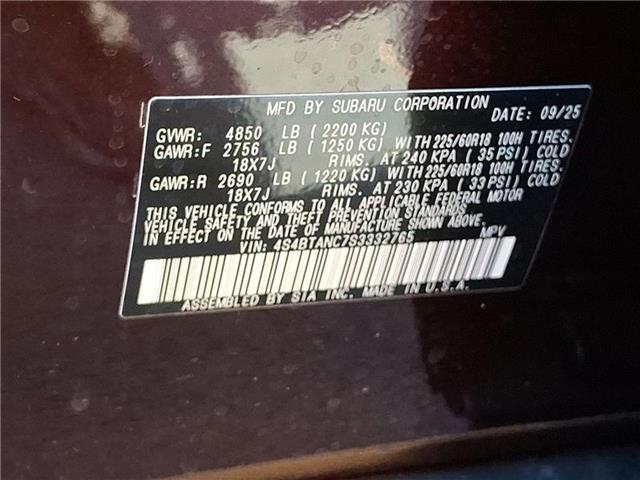 MFD BY SUBARU CORPORATION DATE: 09/25
GVWR: 4850 LB (2200 KG)
GAWR:F 2756 LB (1250 KG) WITH 225/60R18 100H TIRES.
18X7J RIMS. AT 240 KPA (35 PSI) COLD
GAWR:R 2690 LB (1220 KG) WITH 225/60R18 100H TIRES.
18X7J RIMS. AT 230 KPA (33 PSI) COLD
THIS VEHICLE CONFORMS TO ALL APPLICABLE FEDERAL MOTOR
VEHICLE SAFETY AND THEFT PREVENTION STANDARDS
IN EFFECT ON THE DATE OF MANUFACTURE SHOWN ABOVE.
VIN: 4S4BTANC7S3332765 MPV
ASSEMBLED BY SIA INC. MADE IN U.S.A.